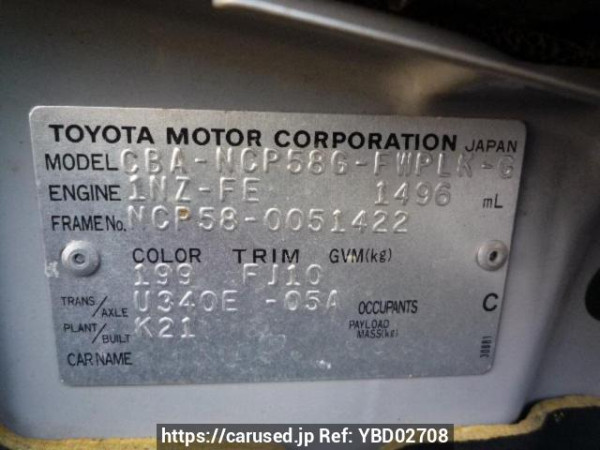 TOYOTA MOTOR CORPORATION JAPAN
MODEL CBA-NCP58G-FWPLK-G
ENGINE 1NZ-FE 1496 mL
FRAME No. NCP58-0051422
COLOR TRIM GVM(kg)
199 FJ10
TRANS/AXLE U340E -05A OCCUPANTS C
PLANT/BUILT K21 PAYLOAD MASS(kg)
CAR NAME
30881
https://carused.jp Ref: YBD02708